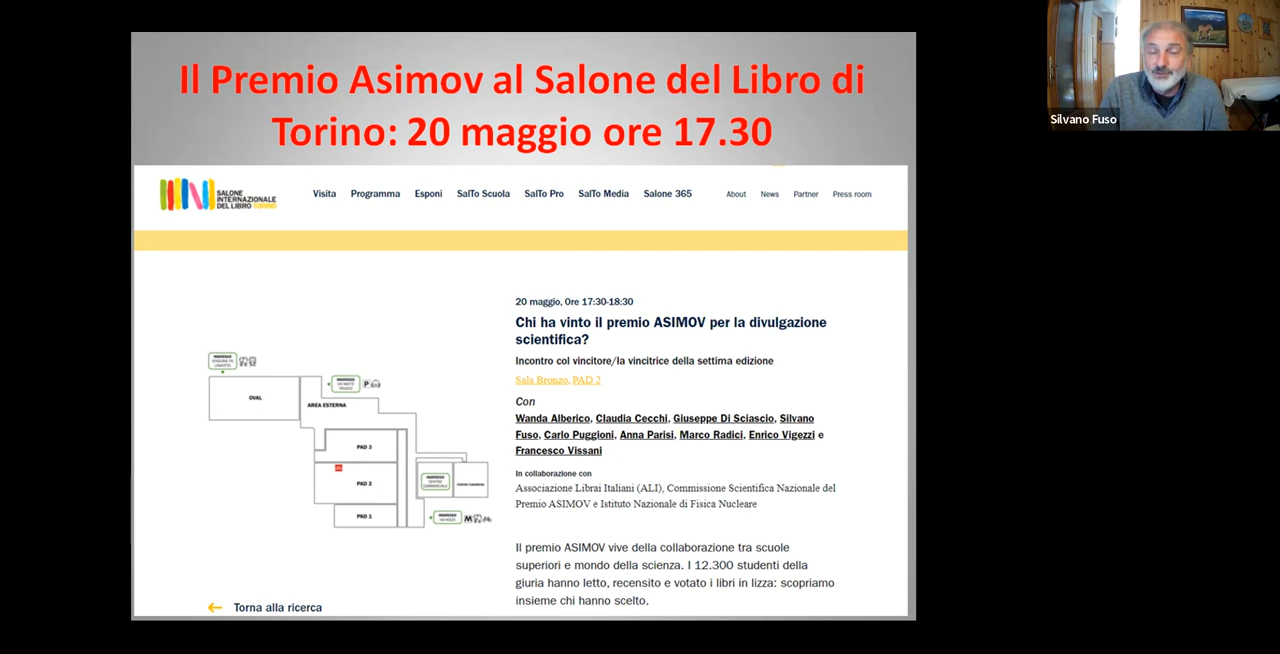 Il Premio Asimov al Salone del Libro di
Torino: 20 maggio ore 17.30
Silvano Fuso
SALONE
INTERNAZIONALE
DEL LIBRO TORINO
Visita Programma Esponi SalTo Scuola SalTo Pro SalTo Media Salone 365 About News Partner Press room
20 maggio, Ore 17:30-18:30
Chi ha vinto il premio ASIMOV per la divulgazione
scientifica?
Incontro col vincitore/la vincitrice della settima edizione
Sala Bronzo, PAD 2
Con
Wanda Alberico, Claudia Cecchi, Giuseppe Di Sciascio, Silvano
Fuso, Carlo Puggioni, Anna Parisi, Marco Radici, Enrico Vigezzi e
Francesco Vissani
In collaborazione con
Associazione Librai Italiani (ALI), Commissione Scientifica Nazionale del
Premio ASIMOV e Istituto Nazionale di Fisica Nucleare
Il premio ASIMOV vive della collaborazione tra scuole
superiori e mondo della scienza. I 12.300 studenti della
giuria hanno letto, recensito e votato i libri in lizza: scopriamo
insieme chi hanno scelto.
INGRESSO
INGRESSO
P
OVAL
AREA ESTERNA
PAD 3
PAD 2
INGRESSO
CENTRO
COMMERCIALE
PAD 1
INGRESSO
M
Torna alla ricerca